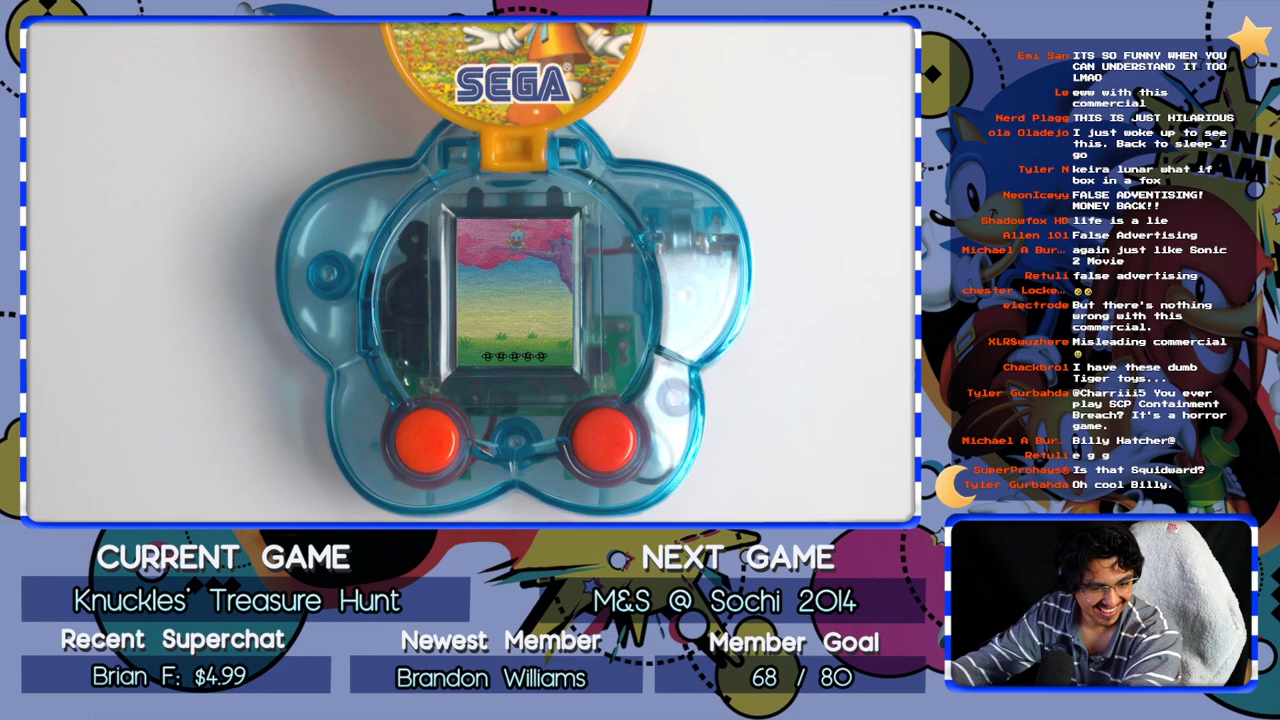 SEGA®
Emi San ITS SO FUNNY WHEN YOU
CAN UNDERSTAND IT TOO
LMAO
Le eww with this
commercial
Nerd Plagg THIS IS JUST HILARIOUS
ola Oladejo I just woke up to see
this. Back to sleep I
go
Tyler N keira lunar what if
box in a fox
NeonIceyy FALSE ADVERTISING!
MONEY BACK!!
Shadowfox HD life is a lie
Allen 101 False Advertising
Michael A Bur... again just like Sonic
2 Movie
Retuli false advertising
chester Locke...
electrode But there's nothing
wrong with this
commercial.
XLR8wuzhere Misleading commercial
Chackbro1 I have these dumb
Tiger toys...
Tyler Gurbahda @Charriii5 You ever
play SCP Containment
Breach? It's a horror
game.
Michael A Bur... Billy Hatcher@
Retuli e g g
SuperProhays@ Is that Squidward?
Tyler Gurbahda Oh cool Billy.
JAM
CURRENT GAME
Knuckles' Treasure Hunt
NEXT GAME
M&S @ Sochi 2014
Recent Superchat
Brian F: $4.99
Newest Member
Brandon Williams
Member Goal
68 / 80